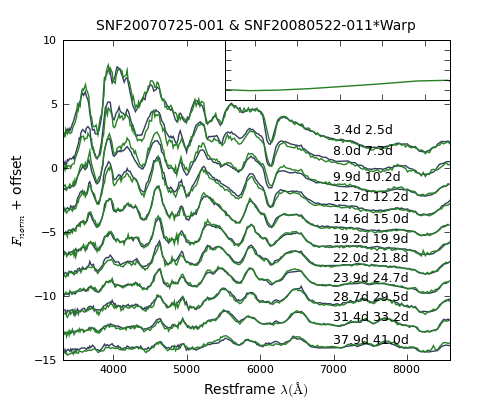 SNF20070725-001 & SNF20080522-011*Warp
10
5
0
−5
−10
−15
F_norm + offset
3.4d 2.5d
8.0d 7.3d
9.9d 10.2d
12.7d 12.2d
14.6d 15.0d
19.2d 19.9d
22.0d 21.8d
23.9d 24.7d
28.7d 29.5d
31.4d 33.2d
37.9d 41.0d
4000 5000 6000 7000 8000
Restframe λ(Å)